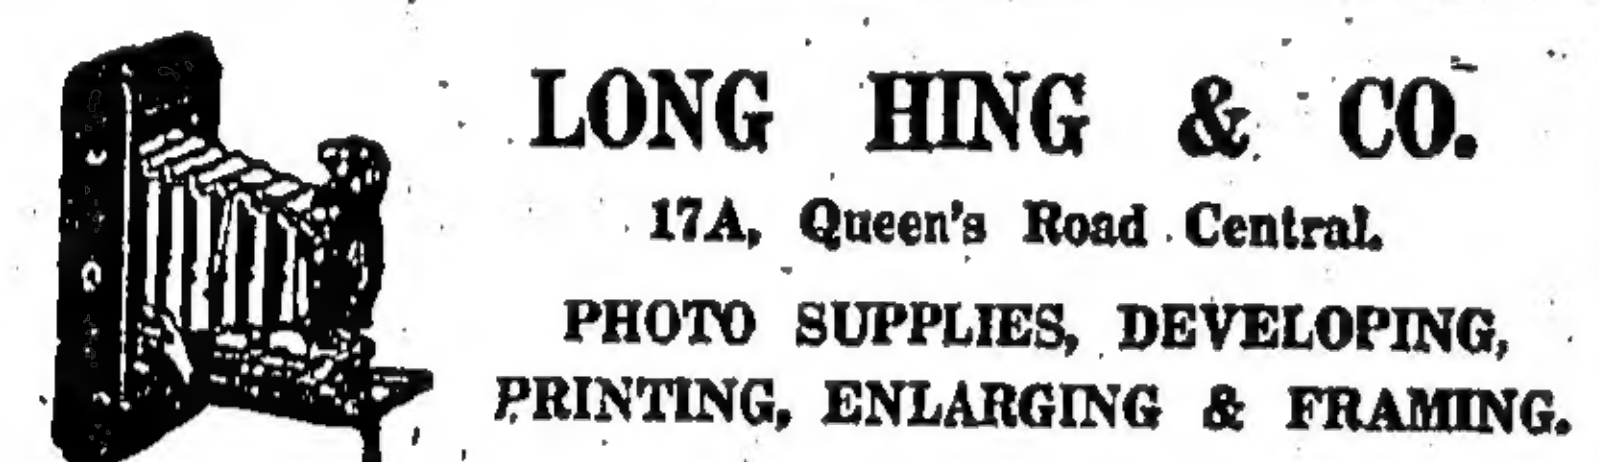 LONG HING & CO.
17A, Queen's Road Central.
PHOTO SUPPLIES, DEVELOPING,
PRINTING, ENLARGING & FRAMING.